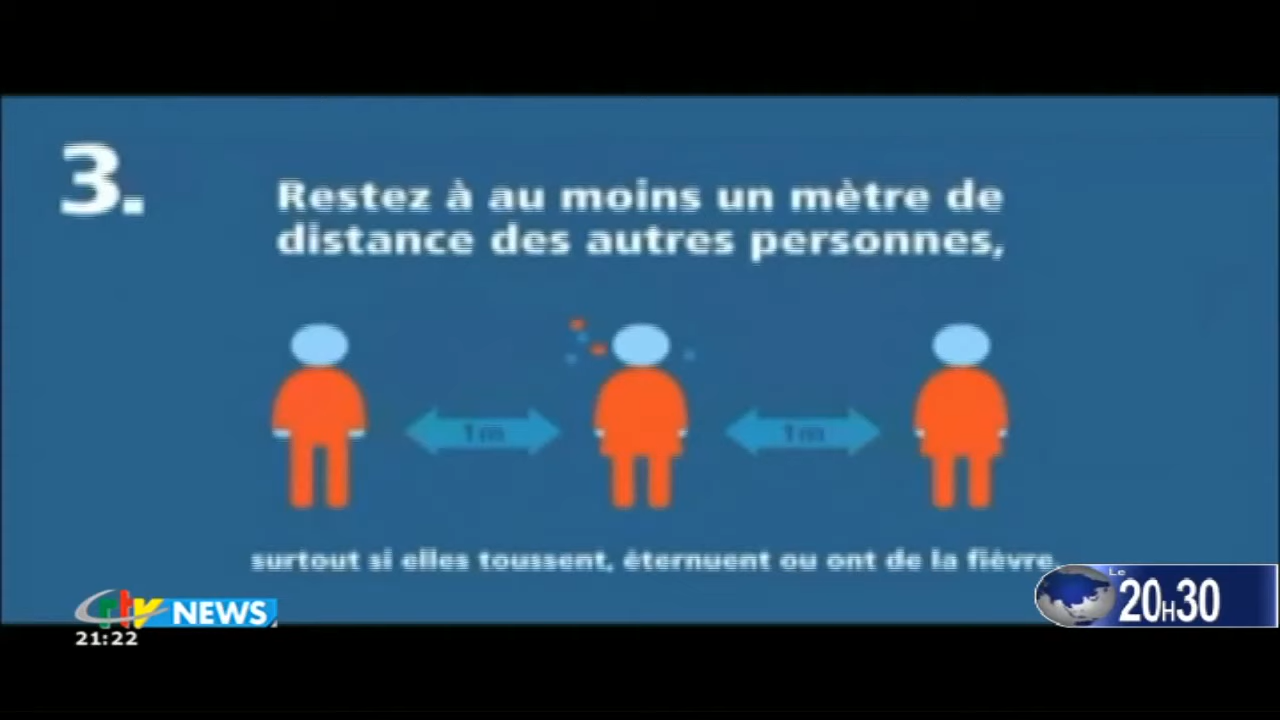 3.
Restez à au moins un mètre de
distance des autres personnes,
1m
1m
surtout si elles toussent, éternuent ou ont de la fièvre
Le
20H30
crtv NEWS
21:22